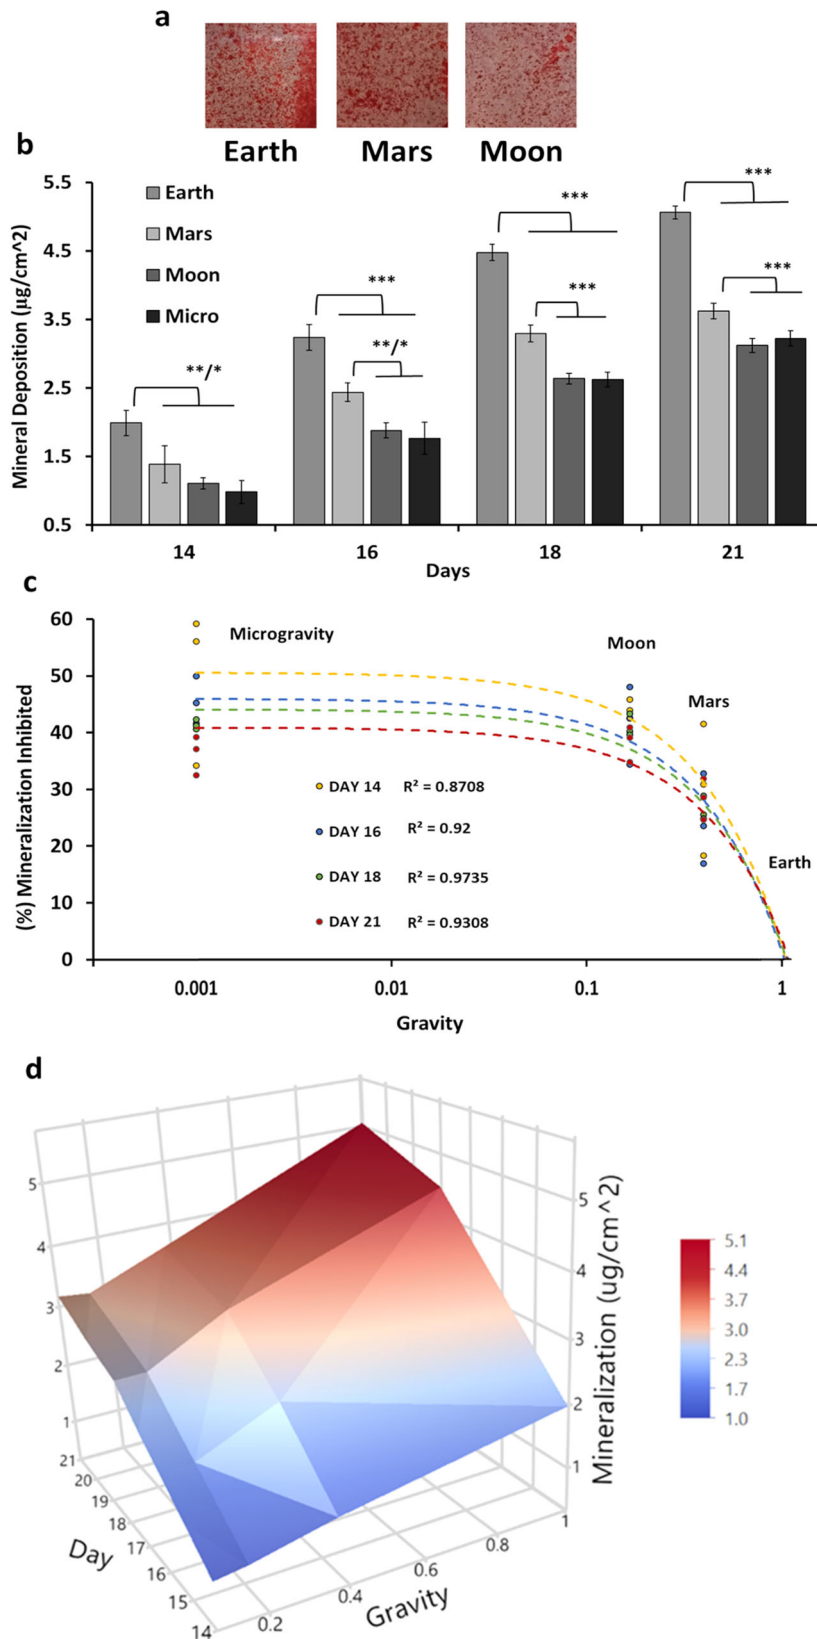 a
Earth Mars Moon
b
Mineral Deposition (µg/cm^2)
5.5
4.5
3.5
2.5
1.5
0.5
Earth
Mars
Moon
Micro
**/*
***
**/*
***
***
***
***
14 16 18 21
Days
c
(%) Mineralization Inhibited
60
50
40
30
20
10
0
Microgravity
Moon
Mars
Earth
DAY 14 R² = 0.8708
DAY 16 R² = 0.92
DAY 18 R² = 0.9735
DAY 21 R² = 0.9308
0.001 0.01 0.1 1
Gravity
d
5
4
3
2
1
21
20
19
18
17
16
15
14
Day
0.2
0.4
0.6
0.8
1
Gravity
5
4
3
2
1
Mineralization (ug/cm^2)
5.1
4.4
3.7
3.0
2.3
1.7
1.0